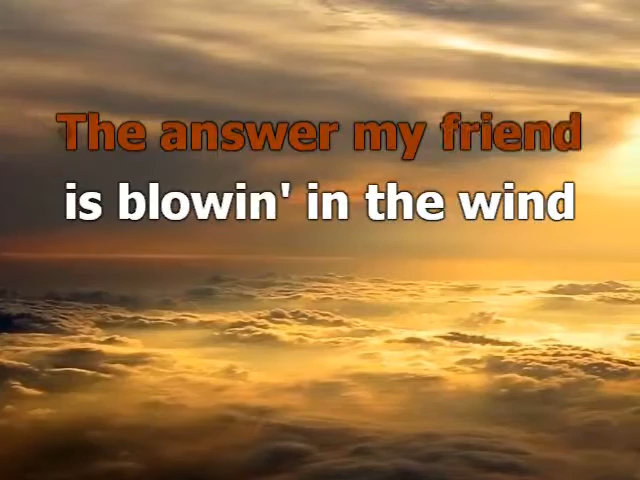 The answer my friend
is blowin' in the wind